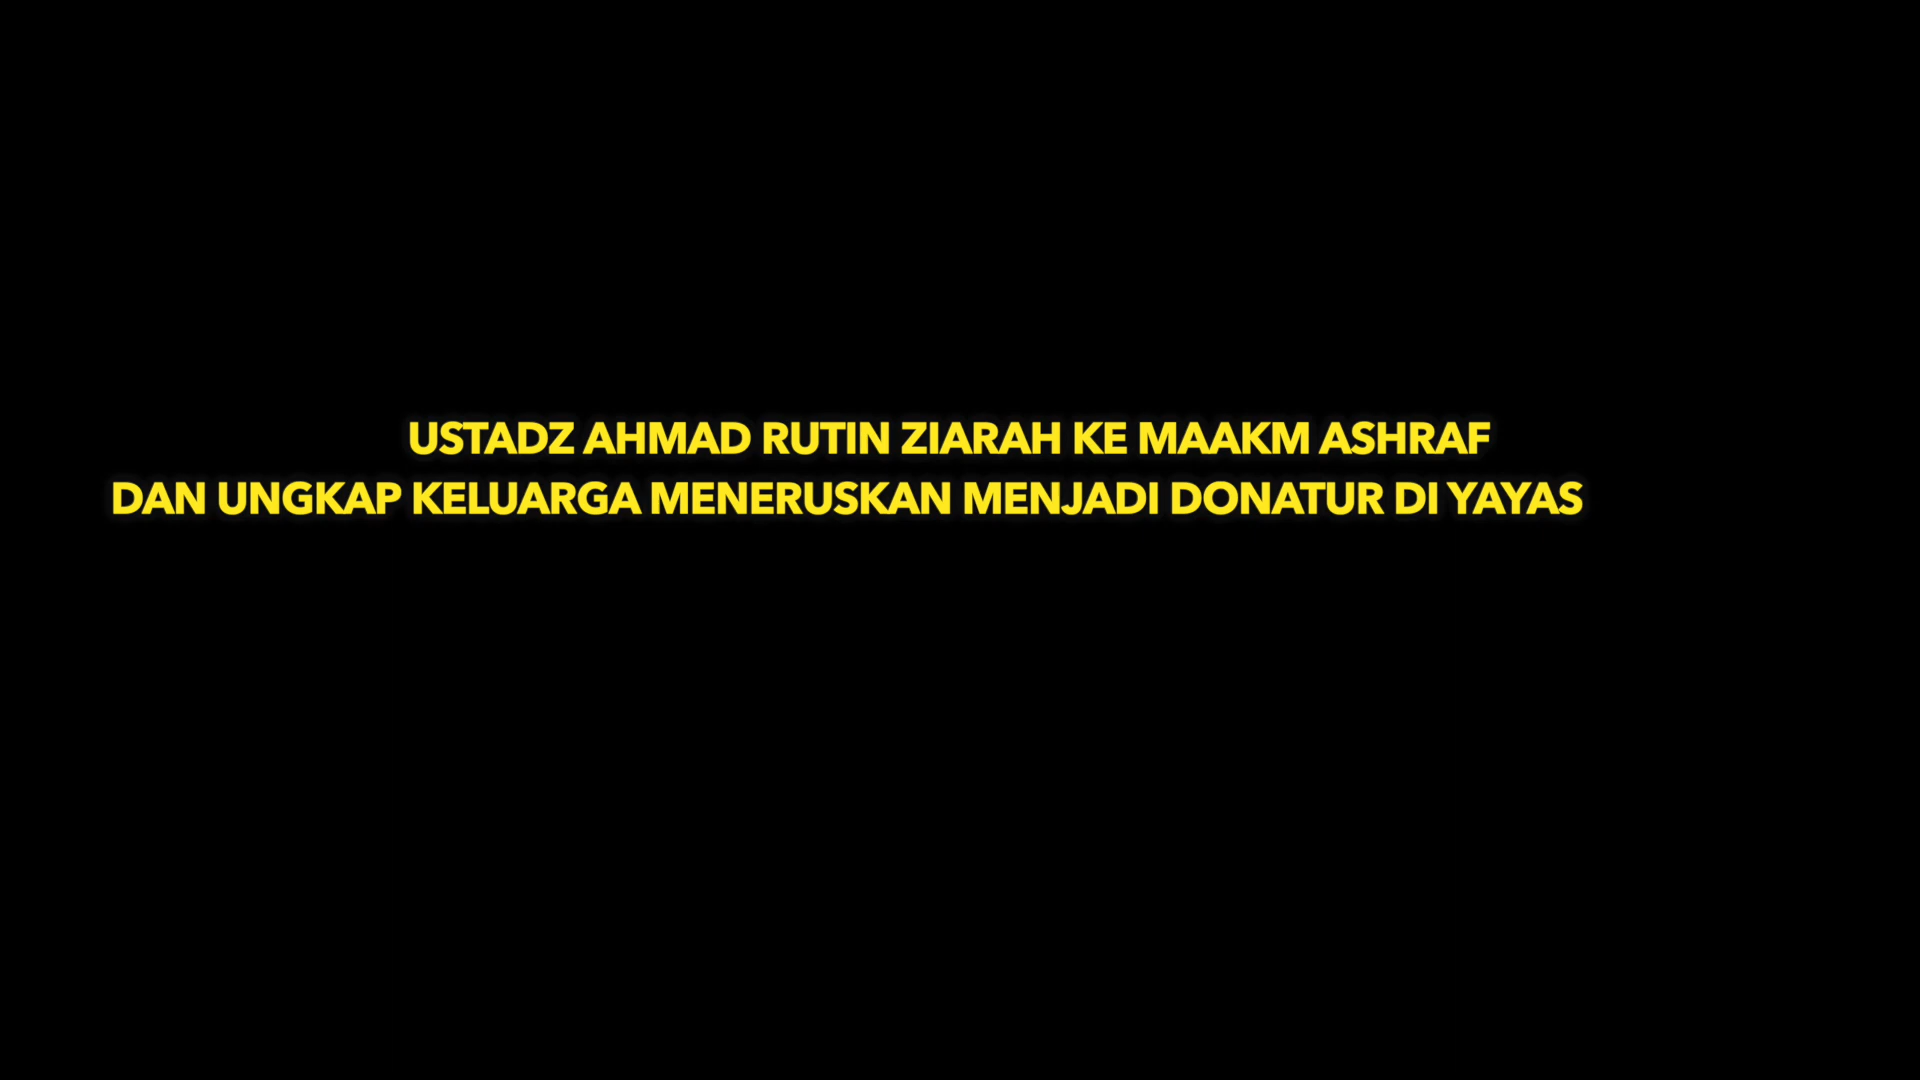 USTADZ AHMAD RUTIN ZIARAH KE MAAKM ASHRAF
DAN UNGKAP KELUARGA MENERUSKAN MENJADI DONATUR DI YAYAS